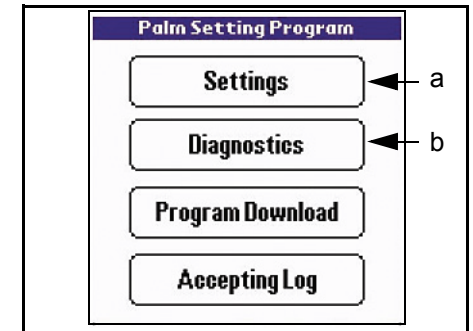 Palm Setting Program
Settings a
Diagnostics b
Program Download
Accepting Log